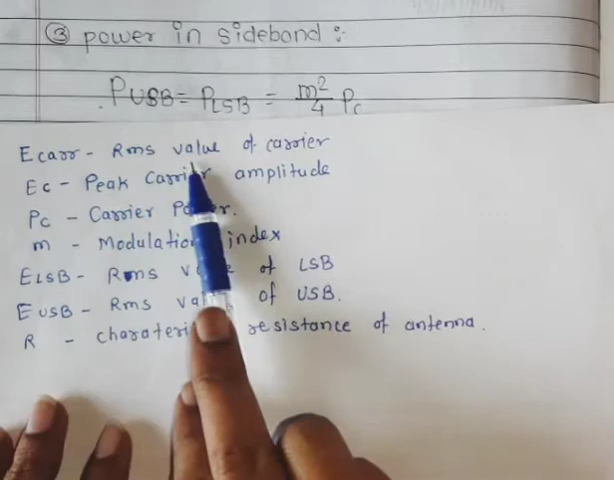 ③ power in sideband :-
PUSB = PLSB = m²/4 Pc
Ecarr - Rms value of carrier
Ec - Peak Carrier amplitude
Pc - Carrier Power.
m - Modulation index
ELSB - Rms of LSB
EUSB - Rms of USB.
R - resistance of antenna.